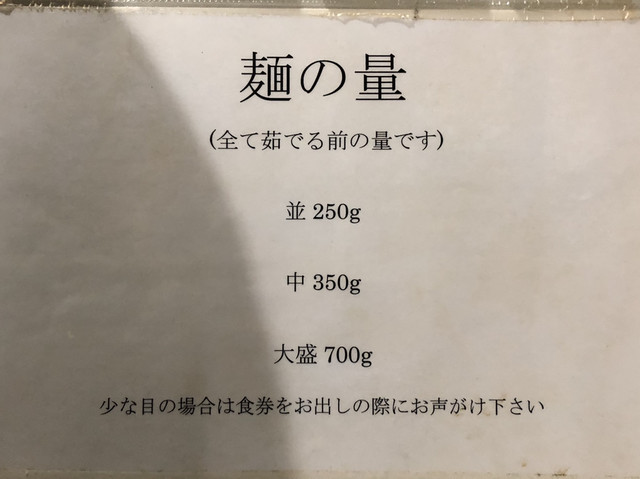 麺の量
(全て茹でる前の量です)
並 250g
中 350g
大盛 700g
少な目の場合は食券をお出しの際にお声がけ下さい